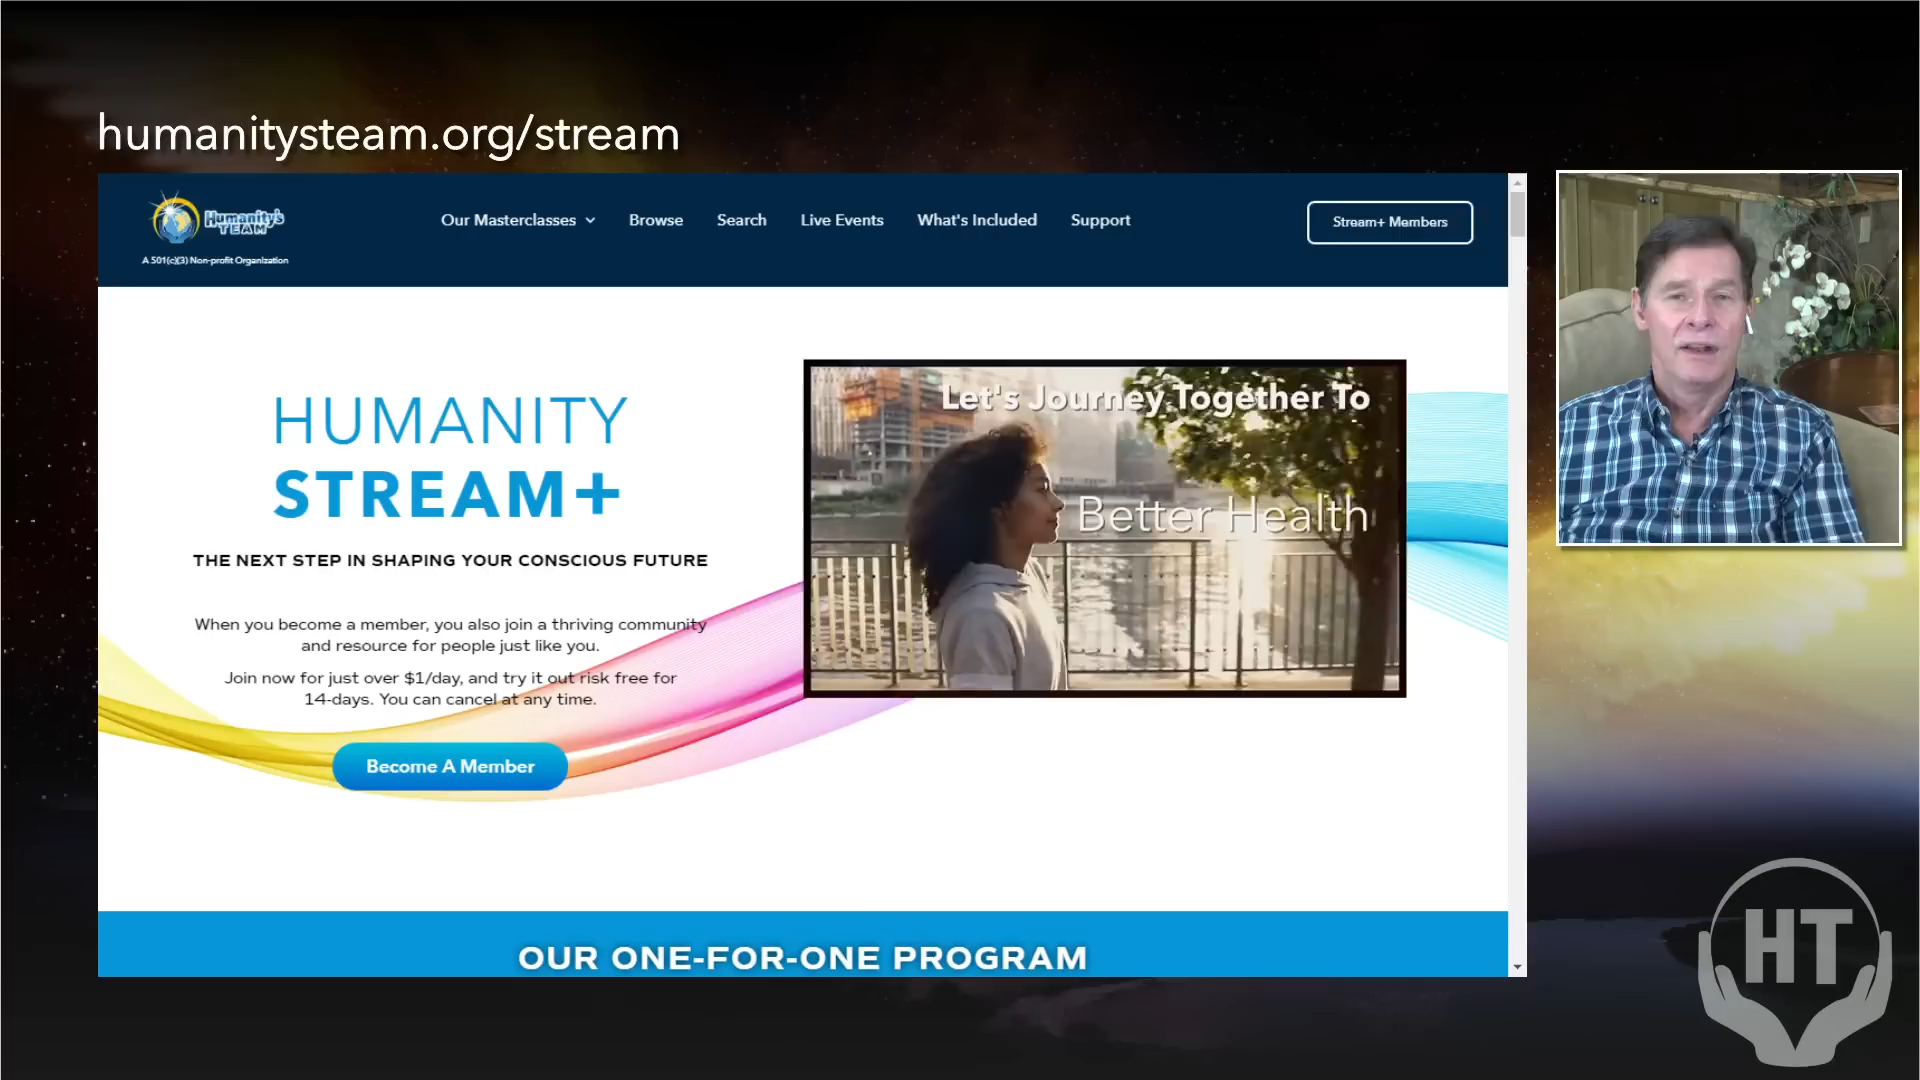 humanitysteam.org/stream
Humanity's
TEAM
A 501(c)(3) Non-profit Organization
Our Masterclasses
Browse
Search
Live Events
What's Included
Support
Stream+ Members
HUMANITY
STREAM+
THE NEXT STEP IN SHAPING YOUR CONSCIOUS FUTURE
When you become a member, you also join a thriving community
and resource for people just like you.
Join now for just over $1/day, and try it out risk free for
14-days. You can cancel at any time.
Become A Member
Let's Journey Together To
Better Health
OUR ONE-FOR-ONE PROGRAM
HT